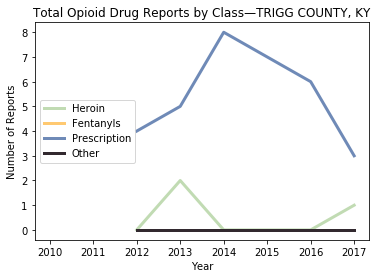 Total Opioid Drug Reports by Class—TRIGG COUNTY, KY
Number of Reports
8
7
6
5
4
3
2
1
0
Heroin
Fentanyls
Prescription
Other
2010 2011 2012 2013 2014 2015 2016 2017
Year